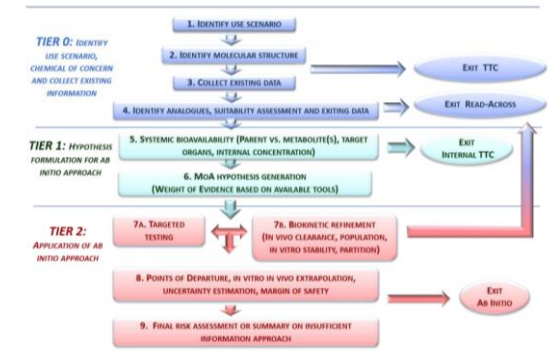 1. IDENTIFY USE SCENARIO
TIER 0: IDENTIFY
USE SCENARIO,
CHEMICAL OF CONCERN
AND COLLECT EXISTING
INFORMATION
2. IDENTIFY MOLECULAR STRUCTURE
EXIT TTC
3. COLLECT EXISTING DATA
4. IDENTIFY ANALOGUES, SUITABILITY ASSESSMENT AND EXITING DATA
EXIT READ-ACROSS
TIER 1: HYPOTHESIS
FORMULATION FOR AB
INITIO APPROACH
5. SYSTEMIC BIOAVAILABILITY (PARENT VS. METABOLITE(S), TARGET
ORGANS, INTERNAL CONCENTRATION)
EXIT
INTERNAL TTC
6. MOA HYPOTHESIS GENERATION
(WEIGHT OF EVIDENCE BASED ON AVAILABLE TOOLS)
TIER 2:
APPLICATION OF AB
INITIO APPROACH
7A. TARGETED
TESTING
7B. BIOKINETIC REFINEMENT
(IN VIVO CLEARANCE, POPULATION,
IN VITRO STABILITY, PARTITION)
8. POINTS OF DEPARTURE, IN VITRO IN VIVO EXTRAPOLATION,
UNCERTAINTY ESTIMATION, MARGIN OF SAFETY
EXIT
AB INITIO
9. FINAL RISK ASSESSMENT OR SUMMARY ON INSUFFICIENT
INFORMATION APPROACH